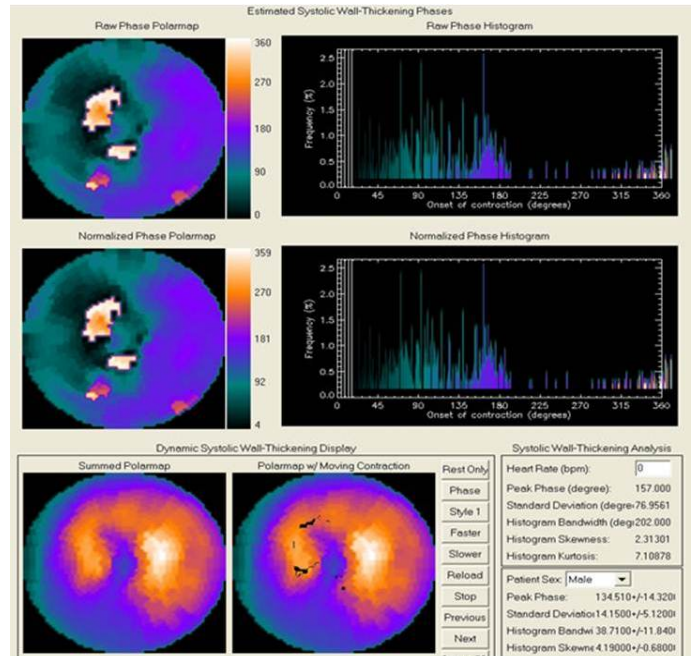 Estimated Systolic Wall-Thickening Phases
Raw Phase Polarmap
Raw Phase Histogram
360
270
180
90
0
2.5
2.0
1.5
1.0
0.5
0.0
Frequency (%)
0 45 90 135 180 225 270 315 360
Onset of contraction (degrees)
Normalized Phase Polarmap
Normalized Phase Histogram
359
270
181
92
4
2.5
2.0
1.5
1.0
0.5
0.0
Frequency (%)
0 45 90 135 180 225 270 315 360
Onset of contraction (degrees)
Dynamic Systolic Wall-Thickening Display
Summed Polarmap
Polarmap w/ Moving Contraction
Rest Only
Phase
Style 1
Faster
Slower
Reload
Stop
Previous
Next
Systolic Wall-Thickening Analysis
Heart Rate (bpm): 0
Peak Phase (degree): 157.000
Standard Deviation (degre 76.9561
Histogram Bandwidth (deg 202.000
Histogram Skewness: 2.31301
Histogram Kurtosis: 7.10878
Patient Sex: Male
Peak Phase: 134.510+/-14.320
Standard Deviatio 14.1500+/-5.1200
Histogram Bandwi 38.7100+/-11.840
Histogram Skewne 4.19000+/-0.6800